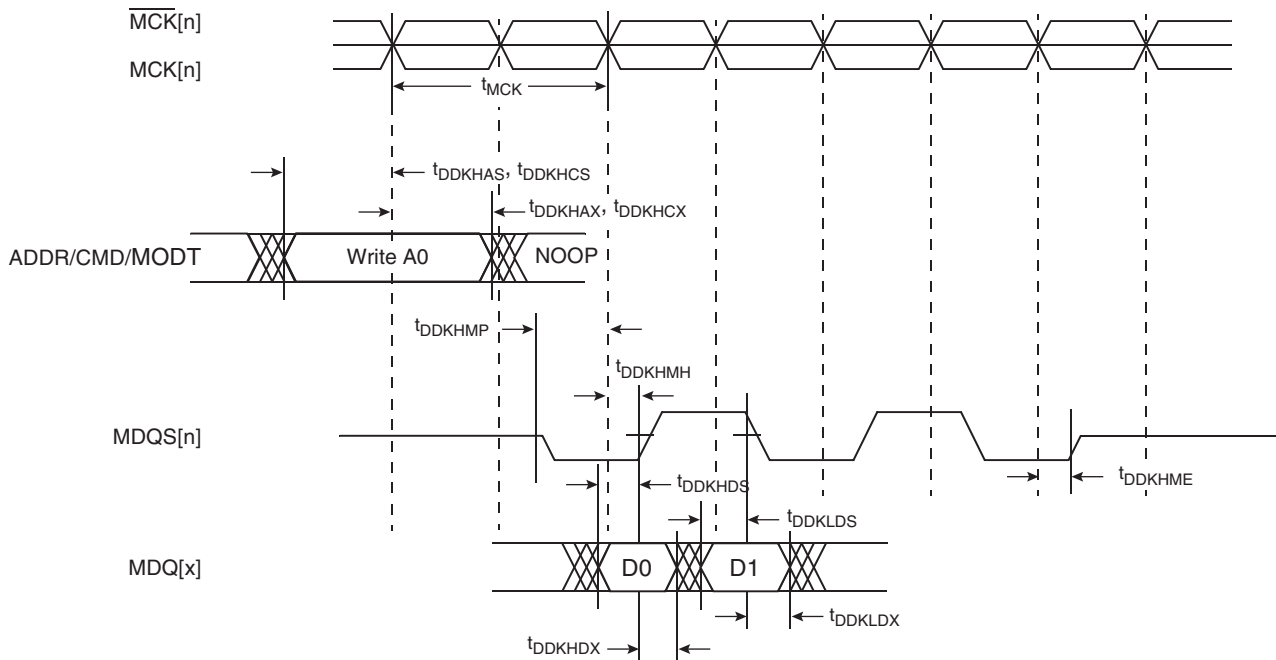 MCK[n]
MCK[n]
tMCK
tDDKHAS, tDDKHCS
tDDKHAX, tDDKHCX
ADDR/CMD/MODT
Write A0
NOOP
tDDKHMP
tDDKHMH
MDQS[n]
tDDKHME
tDDKHDS
tDDKLDS
MDQ[x]
D0
D1
tDDKLDX
tDDKHDX